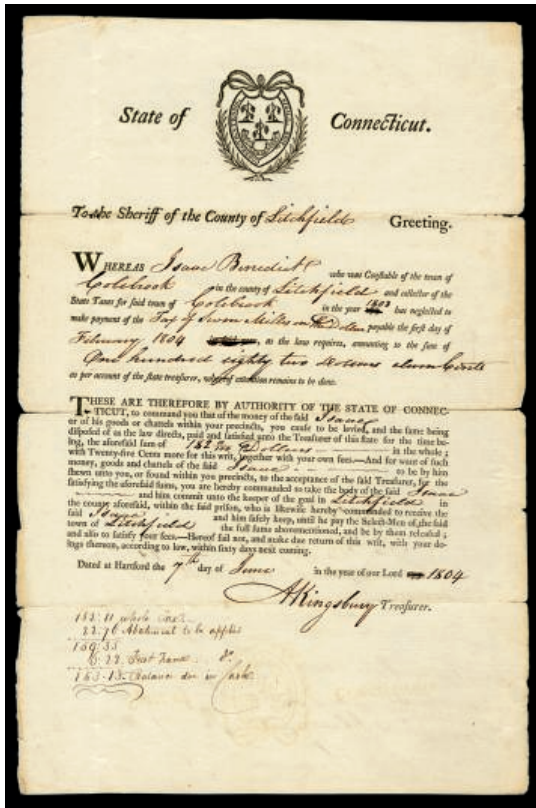 State of Connecticut.
To the Sheriff of the County of Litchfield Greeting.
WHEREAS Isaac Benedict who was Constable of the town of
Colebrook in the county of Litchfield and collector of the
State Taxes for said town of Colebrook in the year 1803 has neglected to
make payment of the Tax of Seven Mills on the Dollar payable the first day of
February 1804 as the law requires, amounting to the sum of
One hundred eighty two Dollars eleven Cents
as per account of the state treasurer, remains to be done.
THESE ARE THEREFORE BY AUTHORITY OF THE STATE OF CONNEC-
TICUT, to command you that of the money of the said Isaac
or of his goods or chattels within your precincts, you cause to be levied, and the same being
disposed of as the law directs, paid and satisfied unto the Treasurer of this state for the time be-
ing, the aforesaid sum of 182 Dollars in the whole;
with Twenty-five Cents more for this writ, together with your own fees.—And for want of such
money, goods and chattels of the said Isaac to be by him
shewn unto you, or found within your precincts, to the acceptance of the said Treasurer, for the
satisfying the aforesaid sums, you are hereby commanded to take the body of the said Isaac
and him commit unto the keeper of the goal in Litchfield in
the county aforesaid, within the said prison, who is likewise hereby commanded to receive the
said Isaac and him safely keep, until he pay the Select-Men of the said
town of Litchfield the full sums abovementioned, and be by them released;
and also to satisfy your fees.—Hereof fail not, and make due return of this writ, with your do-
ings thereon, according to law, within sixty days next coming.
Dated at Hartford the 7th day of June in the year of our Lord 1804
AKingsbury Treasurer.
182.11 whole
22.76 Abatement to be applied
159.35
Do.
163.13 Balance due in Cash